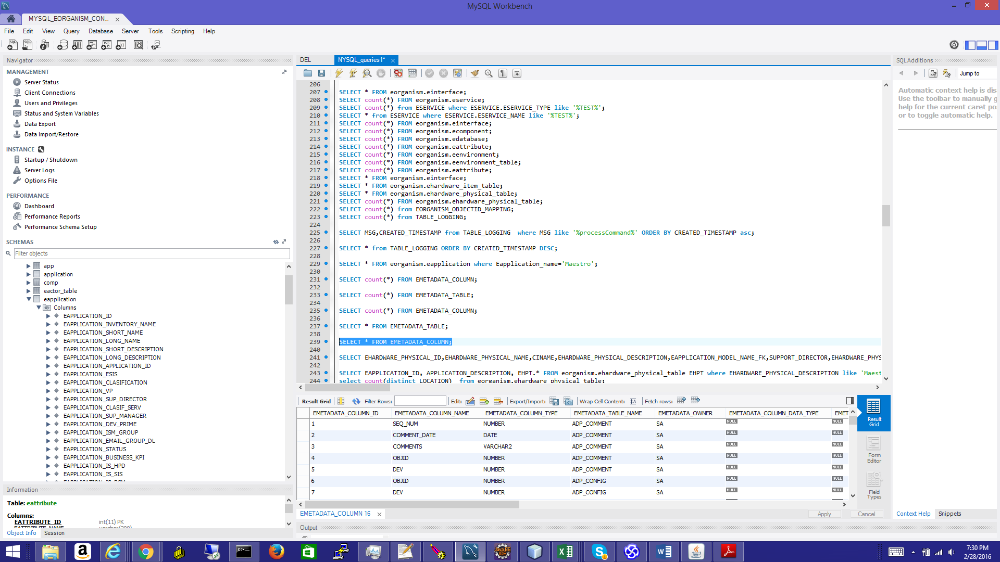 MySQL Workbench
MYSQL_EORGANISM_CON...
File Edit View Query Database Server Tools Scripting Help
Navigator
MANAGEMENT
Server Status
Client Connections
Users and Privileges
Status and System Variables
Data Export
Data Import/Restore
INSTANCE
Startup / Shutdown
Server Logs
Options File
PERFORMANCE
Dashboard
Performance Reports
Performance Schema Setup
SCHEMAS
Filter objects
app
application
comp
eactor_table
eapplication
Columns
EAPPLICATION_ID
EAPPLICATION_INVENTORY_NAME
EAPPLICATION_SHORT_NAME
EAPPLICATION_LONG_NAME
EAPPLICATION_SHORT_DESCRIPTION
EAPPLICATION_LONG_DESCRIPTION
EAPPLICATION_APPLICATION_ID
EAPPLICATION_ESIS
EAPPLICATION_CLASIFICATION
EAPPLICATION_VP
EAPPLICATION_SUP_DIRECTOR
EAPPLICATION_CLASIF_SERV
EAPPLICATION_SUP_MANAGER
EAPPLICATION_DEV_PRIME
EAPPLICATION_ISM_GROUP
EAPPLICATION_EMAIL_GROUP_DL
EAPPLICATION_STATUS
EAPPLICATION_BUSINESS_KPI
EAPPLICATION_IS_HPD
EAPPLICATION_IS_SIS
Information
Table: eattribute
Columns:
EATTRIBUTE_ID int(11) PK
EATTRIBUTE_NAME varchar(200)
Object Info Session
DEL NYSQL_queries1*
206
207 SELECT * FROM eorganism.einterface;
208 SELECT count(*) FROM eorganism.eservice;
209 SELECT count(*) from ESERVICE where ESERVICE.ESERVICE_TYPE like '%TEST%';
210 SELECT * from ESERVICE where ESERVICE.ESERVICE_NAME like '%TEST%';
211 SELECT count(*) FROM eorganism.einterface;
212 SELECT count(*) FROM eorganism.ecomponent;
213 SELECT count(*) FROM eorganism.edatabase;
214 SELECT count(*) FROM eorganism.eattribute;
215 SELECT count(*) FROM eorganism.eenvironment;
216 SELECT count(*) FROM eorganism.eenvironment_table;
217 SELECT count(*) FROM eorganism.eattribute;
218 SELECT * FROM eorganism.einterface;
219 SELECT * FROM eorganism.ehardware_item_table;
220 SELECT * FROM eorganism.ehardware_physical_table;
221 SELECT count(*) FROM eorganism.ehardware_physical_table;
222 SELECT count(*) from EORGANISM_OBJECTID_MAPPING;
223 SELECT count(*) from TABLE_LOGGING;
224
225 SELECT MSG,CREATED_TIMESTAMP from TABLE_LOGGING where MSG like '%processCommand%' ORDER BY CREATED_TIMESTAMP asc;
226
227 SELECT * from TABLE_LOGGING ORDER BY CREATED_TIMESTAMP DESC;
228
229 SELECT * FROM eorganism.eapplication where Eapplication_name='Maestro';
230
231 SELECT count(*) FROM EMETADATA_COLUMN;
232
233 SELECT count(*) FROM EMETADATA_TABLE;
234
235 SELECT count(*) FROM EMETADATA_COLUMN;
236
237 SELECT * FROM EMETADATA_TABLE;
238
239 SELECT * FROM EMETADATA_COLUMN;
240
241 SELECT EHARDWARE_PHYSICAL_ID,EHARDWARE_PHYSICAL_NAME,CINAME,EHARDWARE_PHYSICAL_DESCRIPTION,EAPPLICATION_MODEL_NAME_FK,SUPPORT_DIRECTOR,EHARDWARE_PHYS
242
243 SELECT EAPPLICATION_ID, APPLICATION_DESCRIPTION, EHPT.* FROM eorganism.ehardware_physical_table EHPT where EHARDWARE_PHYSICAL_DESCRIPTION like 'Maest
244 select count(distinct LOCATION) from eorganism.ehardware_physical_table;
Result Grid Filter Rows: Edit: Export/Import: Wrap Cell Content: Fetch rows:
EMETADATA_COLUMN_ID EMETADATA_COLUMN_NAME EMETADATA_COLUMN_TYPE EMETADATA_TABLE_NAME EMETADATA_OWNER EMETADATA_COLUMN_DATA_TYPE EMET
1 SEQ_NUM NUMBER ADP_COMMENT SA NULL NULL
2 COMMENT_DATE DATE ADP_COMMENT SA NULL NULL
3 COMMENTS VARCHAR2 ADP_COMMENT SA NULL NULL
4 OBJID NUMBER ADP_COMMENT SA NULL NULL
5 DEV NUMBER ADP_COMMENT SA NULL NULL
6 OBJID NUMBER ADP_CONFIG SA NULL NULL
7 DEV NUMBER ADP_CONFIG SA NULL NULL
Result Grid
Form Editor
Field Types
EMETADATA_COLUMN 16
Apply Cancel
Output
SQLAdditions
Jump to
Automatic context help is dis
Use the toolbar to manually g
help for the current caret po
or to toggle automatic help.
Context Help Snippets
7:30 PM
2/28/2016